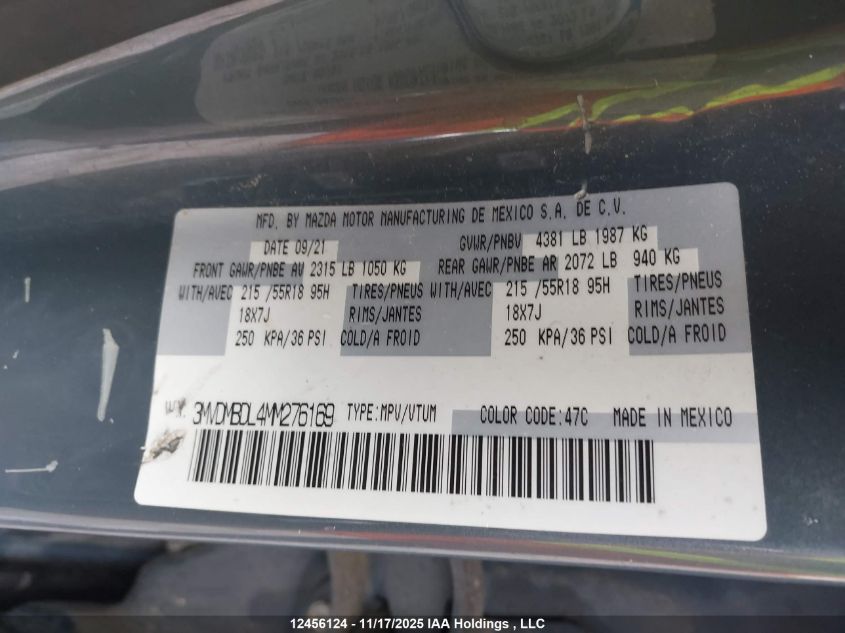 MFD. BY MAZDA MOTOR MANUFACTURING DE MEXICO S.A. DE C.V.
DATE 09/21 GVWR/PNBV 4381 LB 1987 KG
FRONT GAWR/PNBE AV 2315 LB 1050 KG REAR GAWR/PNBE AR 2072 LB 940 KG
WITH/AVEC 215 /55R18 95H TIRES/PNEUS WITH/AVEC 215 /55R18 95H TIRES/PNEUS
18X7J RIMS/JANTES 18X7J RIMS/JANTES
250 KPA/36 PSI COLD/A FROID 250 KPA/36 PSI COLD/A FROID
3MVDMBDL4MM276169 TYPE:MPV/VTUM COLOR CODE:47C MADE IN MEXICO
12456124 - 11/17/2025 IAA Holdings , LLC